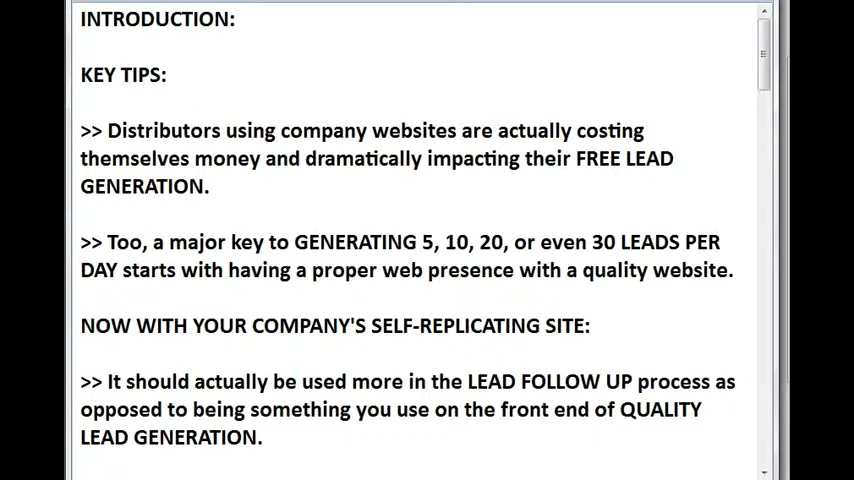 INTRODUCTION:
KEY TIPS:
>> Distributors using company websites are actually costing
themselves money and dramatically impacting their FREE LEAD
GENERATION.
>> Too, a major key to GENERATING 5, 10, 20, or even 30 LEADS PER
DAY starts with having a proper web presence with a quality website.
NOW WITH YOUR COMPANY'S SELF-REPLICATING SITE:
>> It should actually be used more in the LEAD FOLLOW UP process as
opposed to being something you use on the front end of QUALITY
LEAD GENERATION.